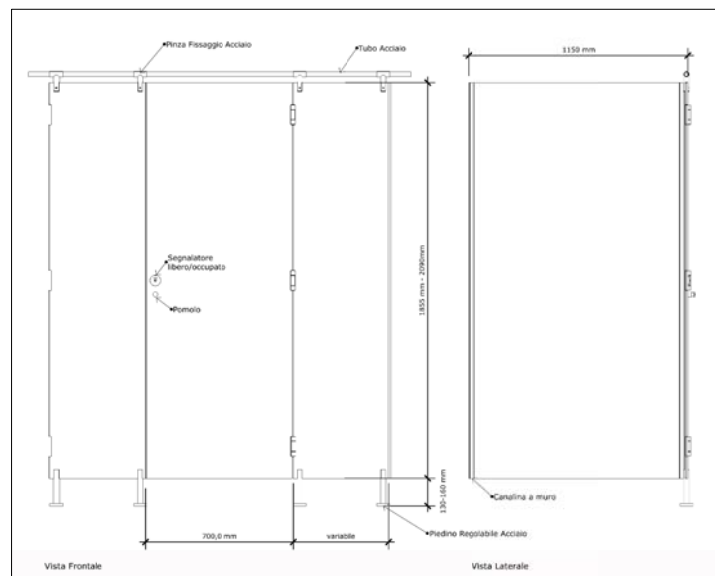 Pinza Fissaggio Acciaio
Tubo Acciaio
1150 mm
Segnalatore
libero/occupato
Pomolo
1855 mm - 2090mm
130-160 mm
Canalina a muro
700,0 mm
variabile
Piedino Regolabile Acciaio
Vista Frontale
Vista Laterale